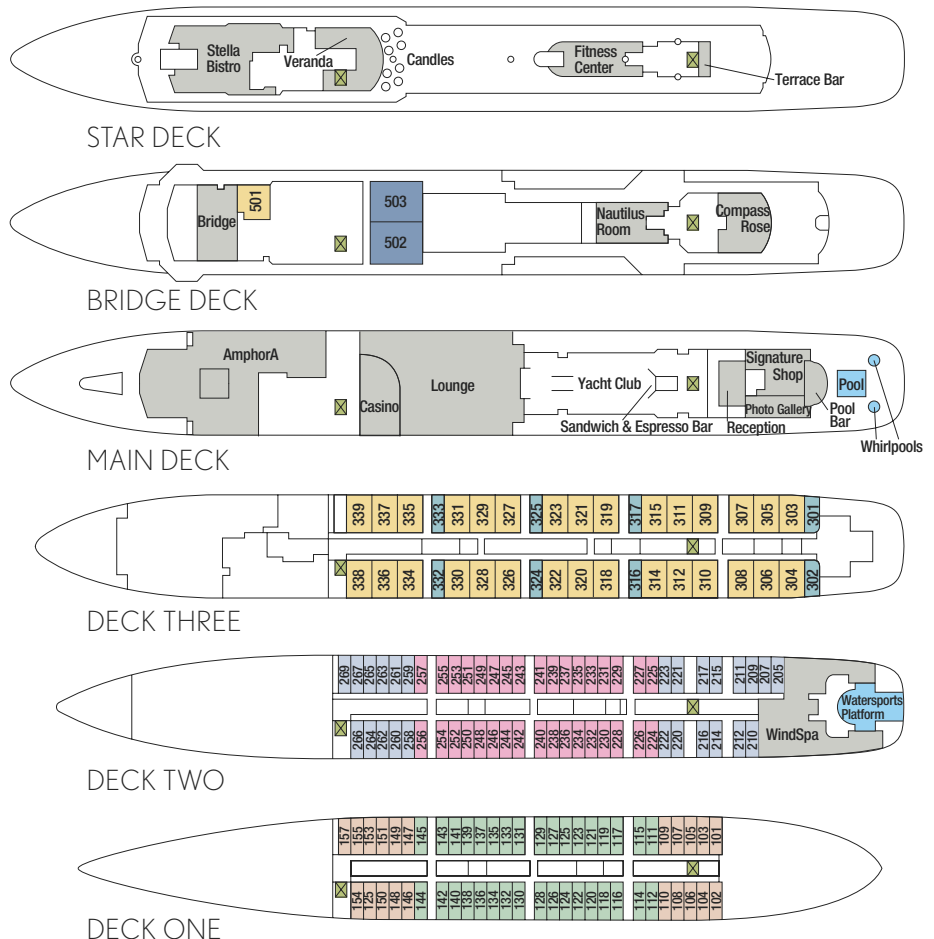 Stella
Bistro
Veranda
Candles
Fitness
Center
Terrace Bar
STAR DECK
501
Bridge
503
502
Nautilus
Room
Compass
Rose
BRIDGE DECK
AmphorA
Casino
Lounge
Yacht Club
Sandwich & Espresso Bar
Reception
Signature
Shop
Photo Gallery
Pool
Bar
Pool
Whirlpools
MAIN DECK
339 337 335 333 331 329 327 325 323 321 319 317 315 311 309 307 305 303 301
338 336 334 332 330 328 326 324 322 320 318 316 314 312 310 308 306 304 302
DECK THREE
269 267 265 263 261 259 257 255 253 251 249 247 245 243 241 239 237 235 233 231 229 227 225 223 221 217 215 211 209 207 205
266 264 262 260 258 256 254 252 250 248 246 244 242 240 238 236 234 232 230 228 226 224 222 220 216 214 212 210
WindSpa
Watersports
Platform
DECK TWO
157 155 153 151 149 147 145 143 141 139 137 135 133 131 129 127 125 123 121 119 117 115 111 109 107 105 103 101
154 125 150 148 146 144 142 140 138 136 134 132 130 128 126 124 122 120 118 116 114 112 110 108 106 104 102
DECK ONE